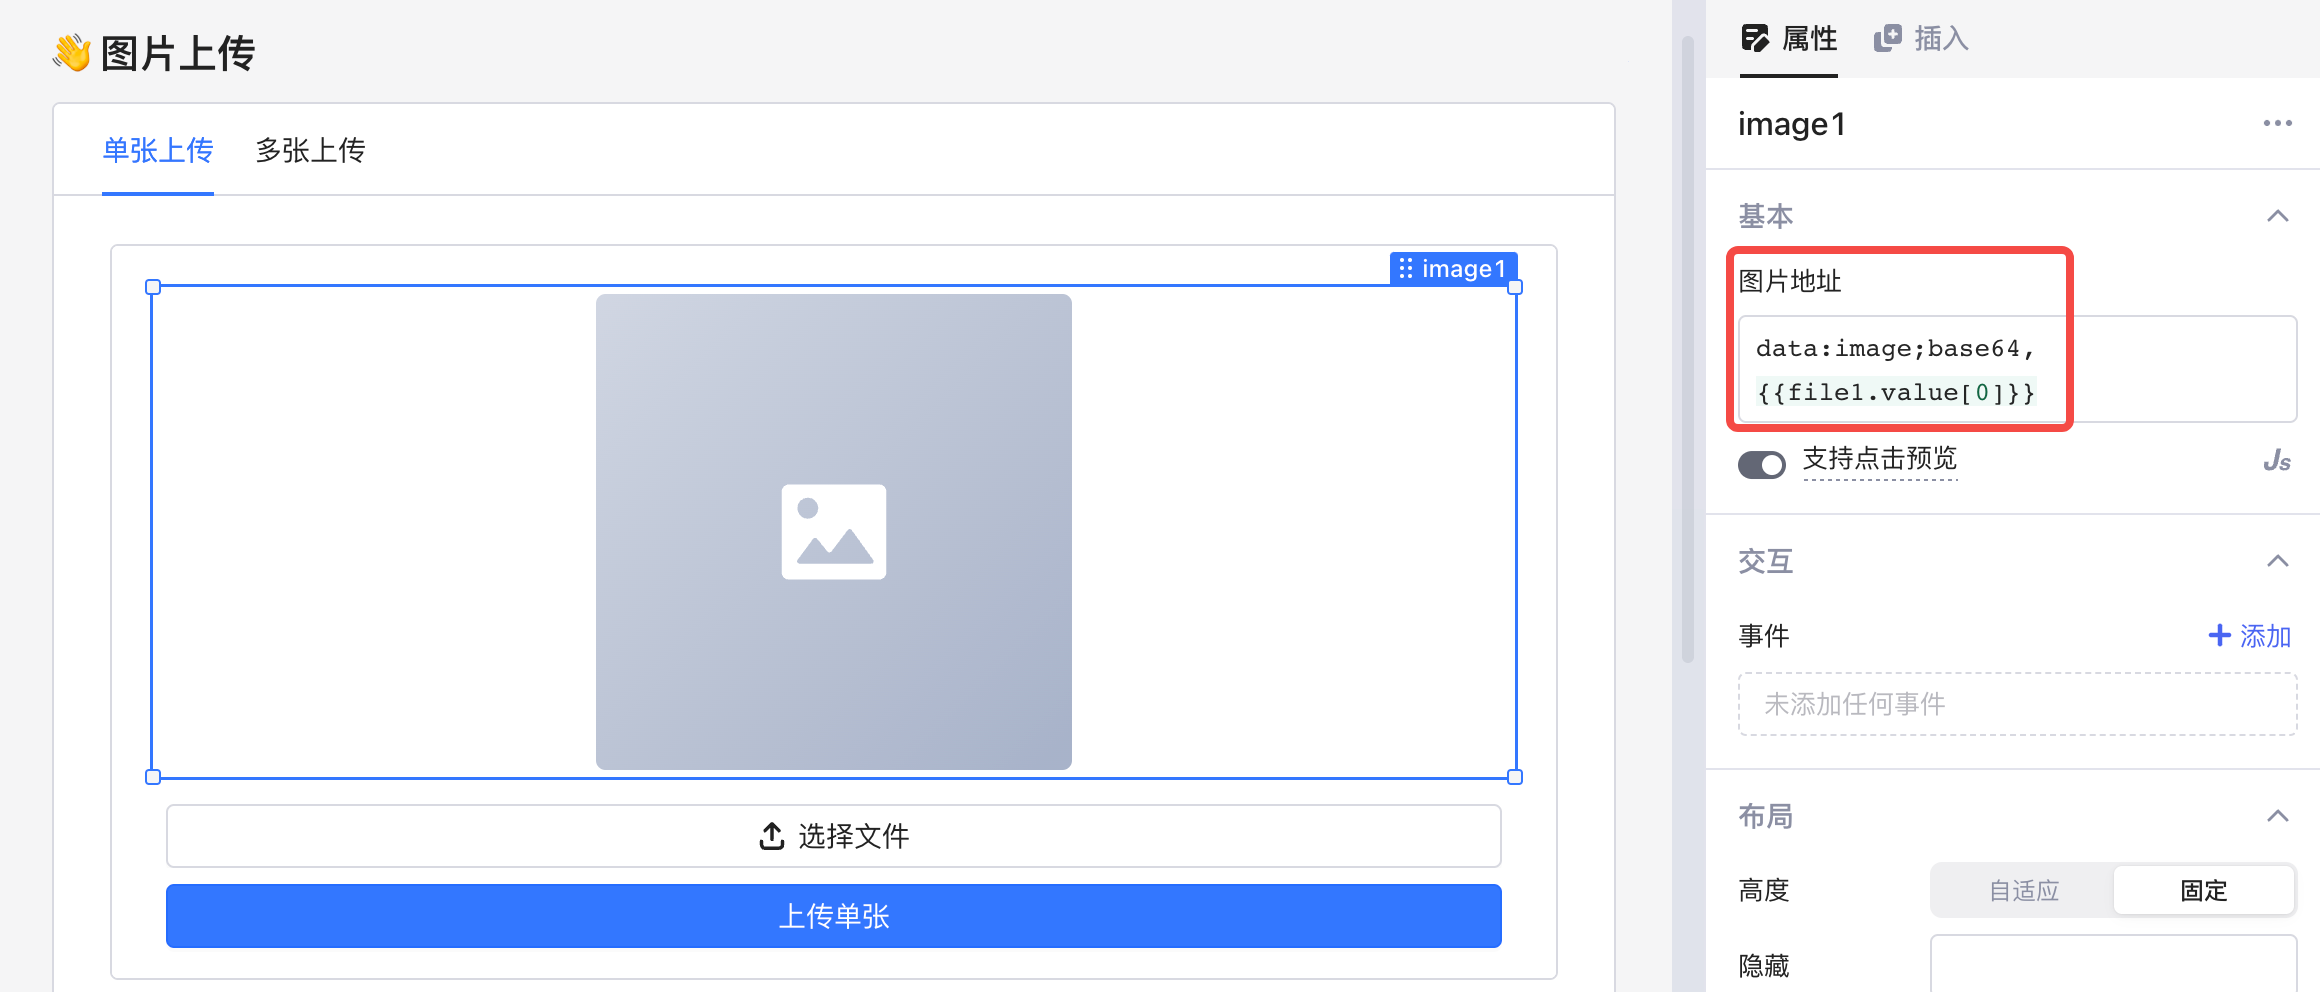 👋 图片上传
单张上传
多张上传
image1
选择文件
上传单张
属性
插入
image1
基本
图片地址
data:image;base64,
{{file1.value[0]}}
支持点击预览
Js
交互
事件
添加
未添加任何事件
布局
高度
自适应
固定
隐藏